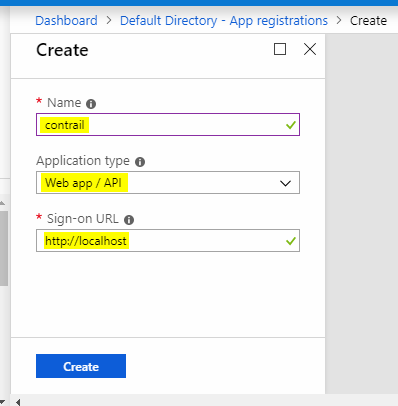 Dashboard > Default Directory - App registrations > Create
Create
* Name
contrail
Application type
Web app / API
* Sign-on URL
http://localhost
Create